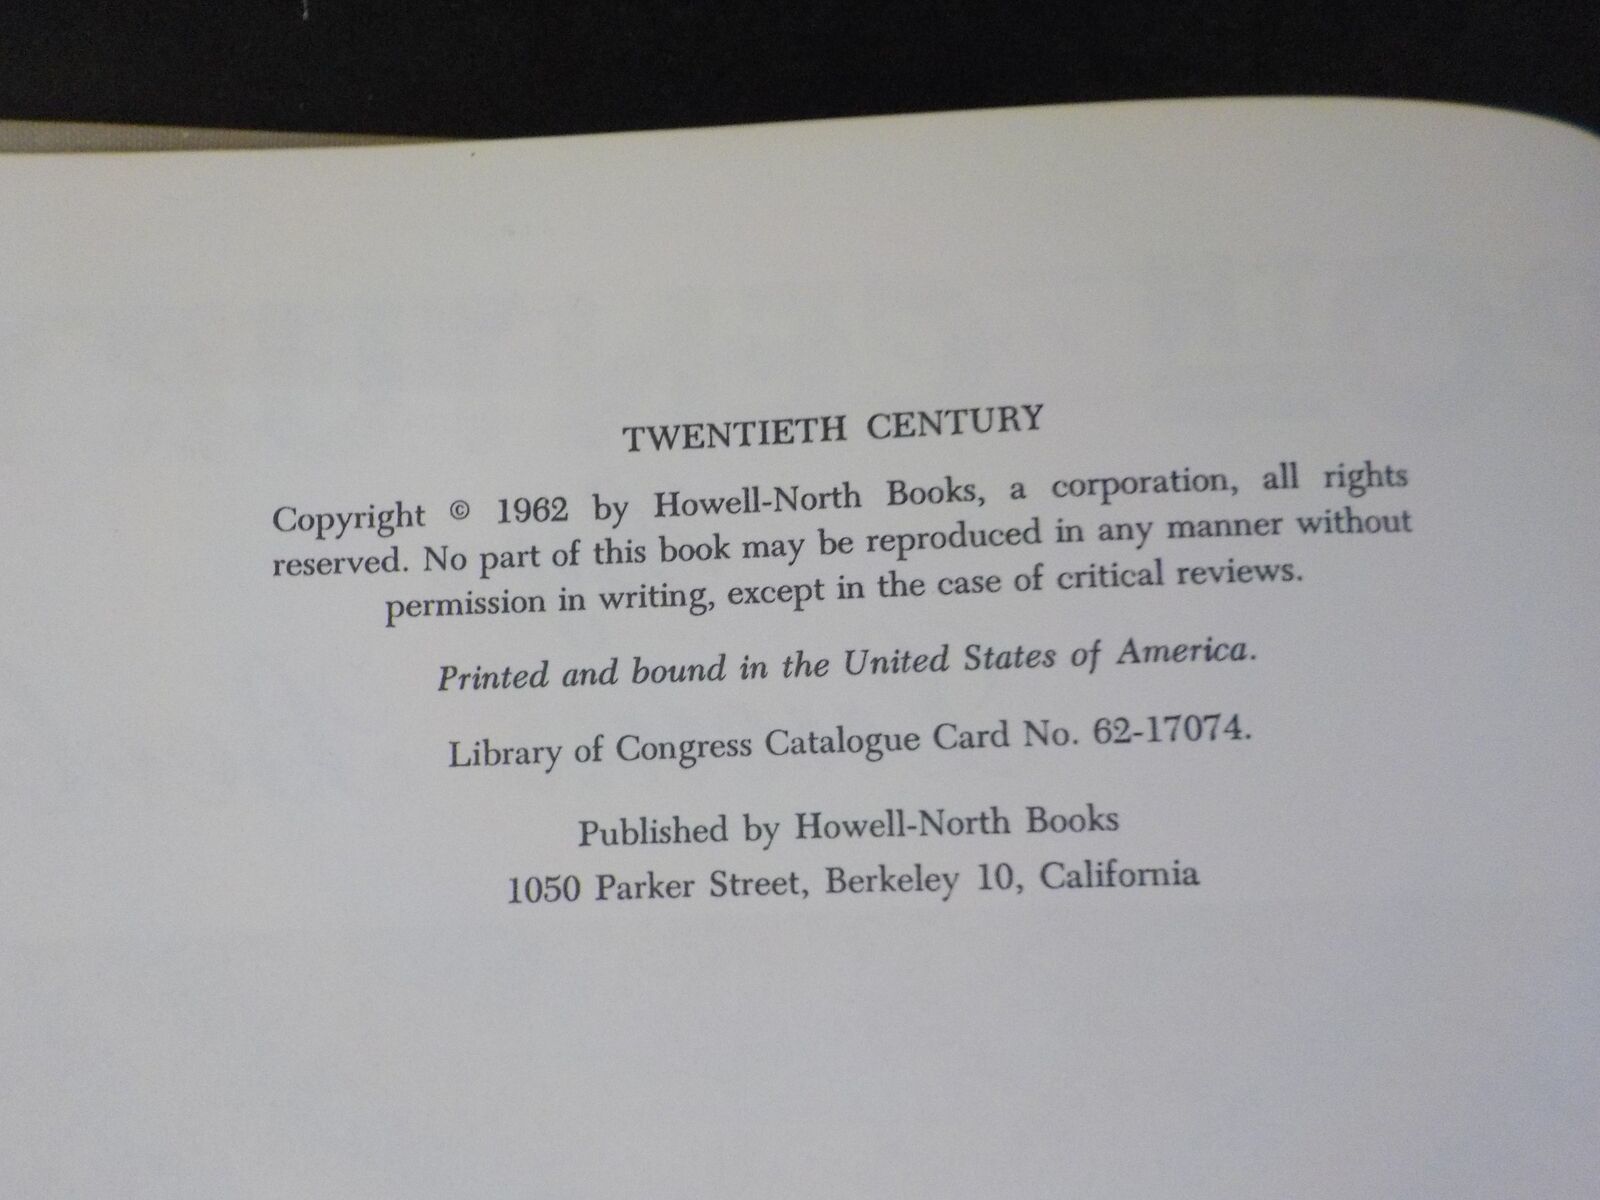 TWENTIETH CENTURY
Copyright © 1962 by Howell-North Books, a corporation, all rights
reserved. No part of this book may be reproduced in any manner without
permission in writing, except in the case of critical reviews.
Printed and bound in the United States of America.
Library of Congress Catalogue Card No. 62-17074.
Published by Howell-North Books
1050 Parker Street, Berkeley 10, California